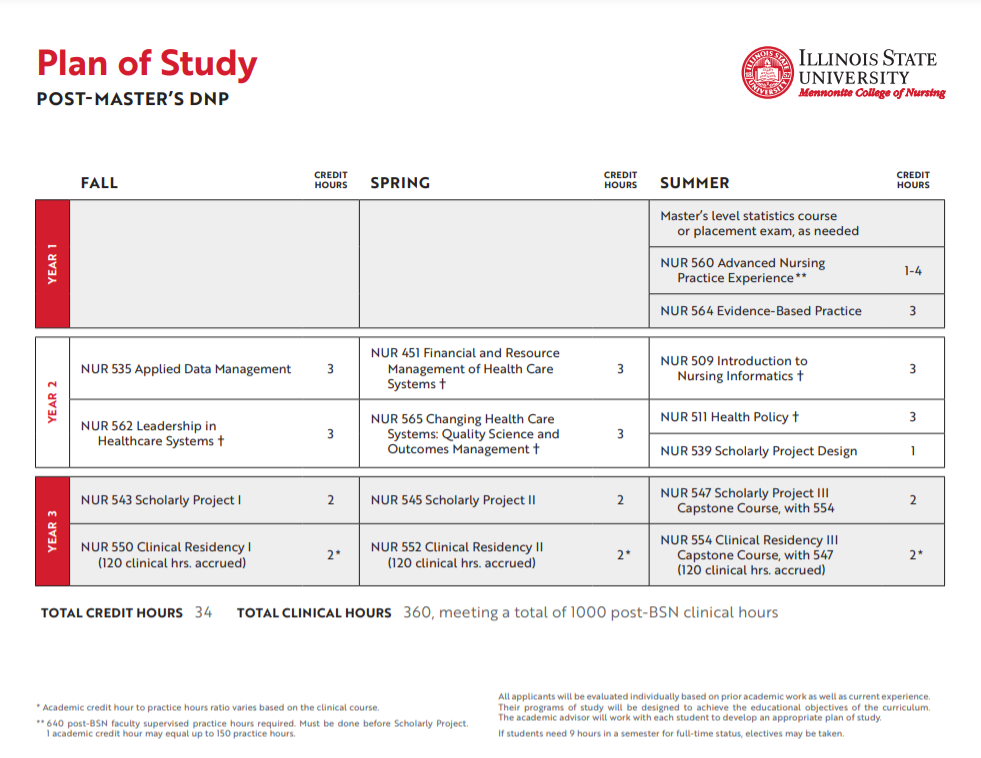 Plan of Study
POST-MASTER'S DNP
ILLINOIS STATE UNIVERSITY
ILLINOIS STATE
UNIVERSITY
Mennonite College of Nursing
FALL
CREDIT
HOURS
SPRING
CREDIT
HOURS
SUMMER
CREDIT
HOURS
YEAR 1
Master's level statistics course
or placement exam, as needed
NUR 560 Advanced Nursing
Practice Experience**
1-4
NUR 564 Evidence-Based Practice
3
YEAR 2
NUR 535 Applied Data Management
3
NUR 562 Leadership in
Healthcare Systems †
3
NUR 451 Financial and Resource
Management of Health Care
Systems †
3
NUR 565 Changing Health Care
Systems: Quality Science and
Outcomes Management †
3
NUR 509 Introduction to
Nursing Informatics †
3
NUR 511 Health Policy †
3
NUR 539 Scholarly Project Design
1
YEAR 3
NUR 543 Scholarly Project I
2
NUR 550 Clinical Residency I
(120 clinical hrs. accrued)
2*
NUR 545 Scholarly Project II
2
NUR 552 Clinical Residency II
(120 clinical hrs. accrued)
2*
NUR 547 Scholarly Project III
Capstone Course, with 554
2
NUR 554 Clinical Residency III
Capstone Course, with 547
(120 clinical hrs. accrued)
2*
TOTAL CREDIT HOURS 34 TOTAL CLINICAL HOURS 360, meeting a total of 1000 post-BSN clinical hours
* Academic credit hour to practice hours ratio varies based on the clinical course.
** 640 post-BSN faculty supervised practice hours required. Must be done before Scholarly Project.
1 academic credit hour may equal up to 150 practice hours.
All applicants will be evaluated individually based on prior academic work as well as current experience.
Their programs of study will be designed to achieve the educational objectives of the curriculum.
The academic advisor will work with each student to develop an appropriate plan of study.
If students need 9 hours in a semester for full-time status, electives may be taken.